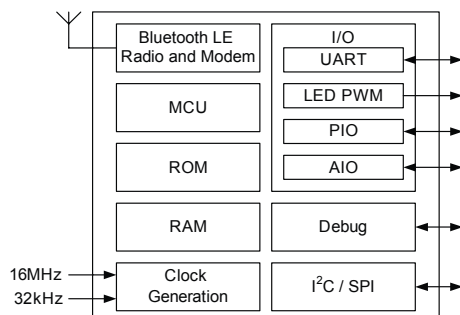 Bluetooth LE
Radio and Modem
MCU
ROM
RAM
16MHz
32kHz
Clock
Generation
I/O
UART
LED PWM
PIO
AIO
Debug
I²C / SPI